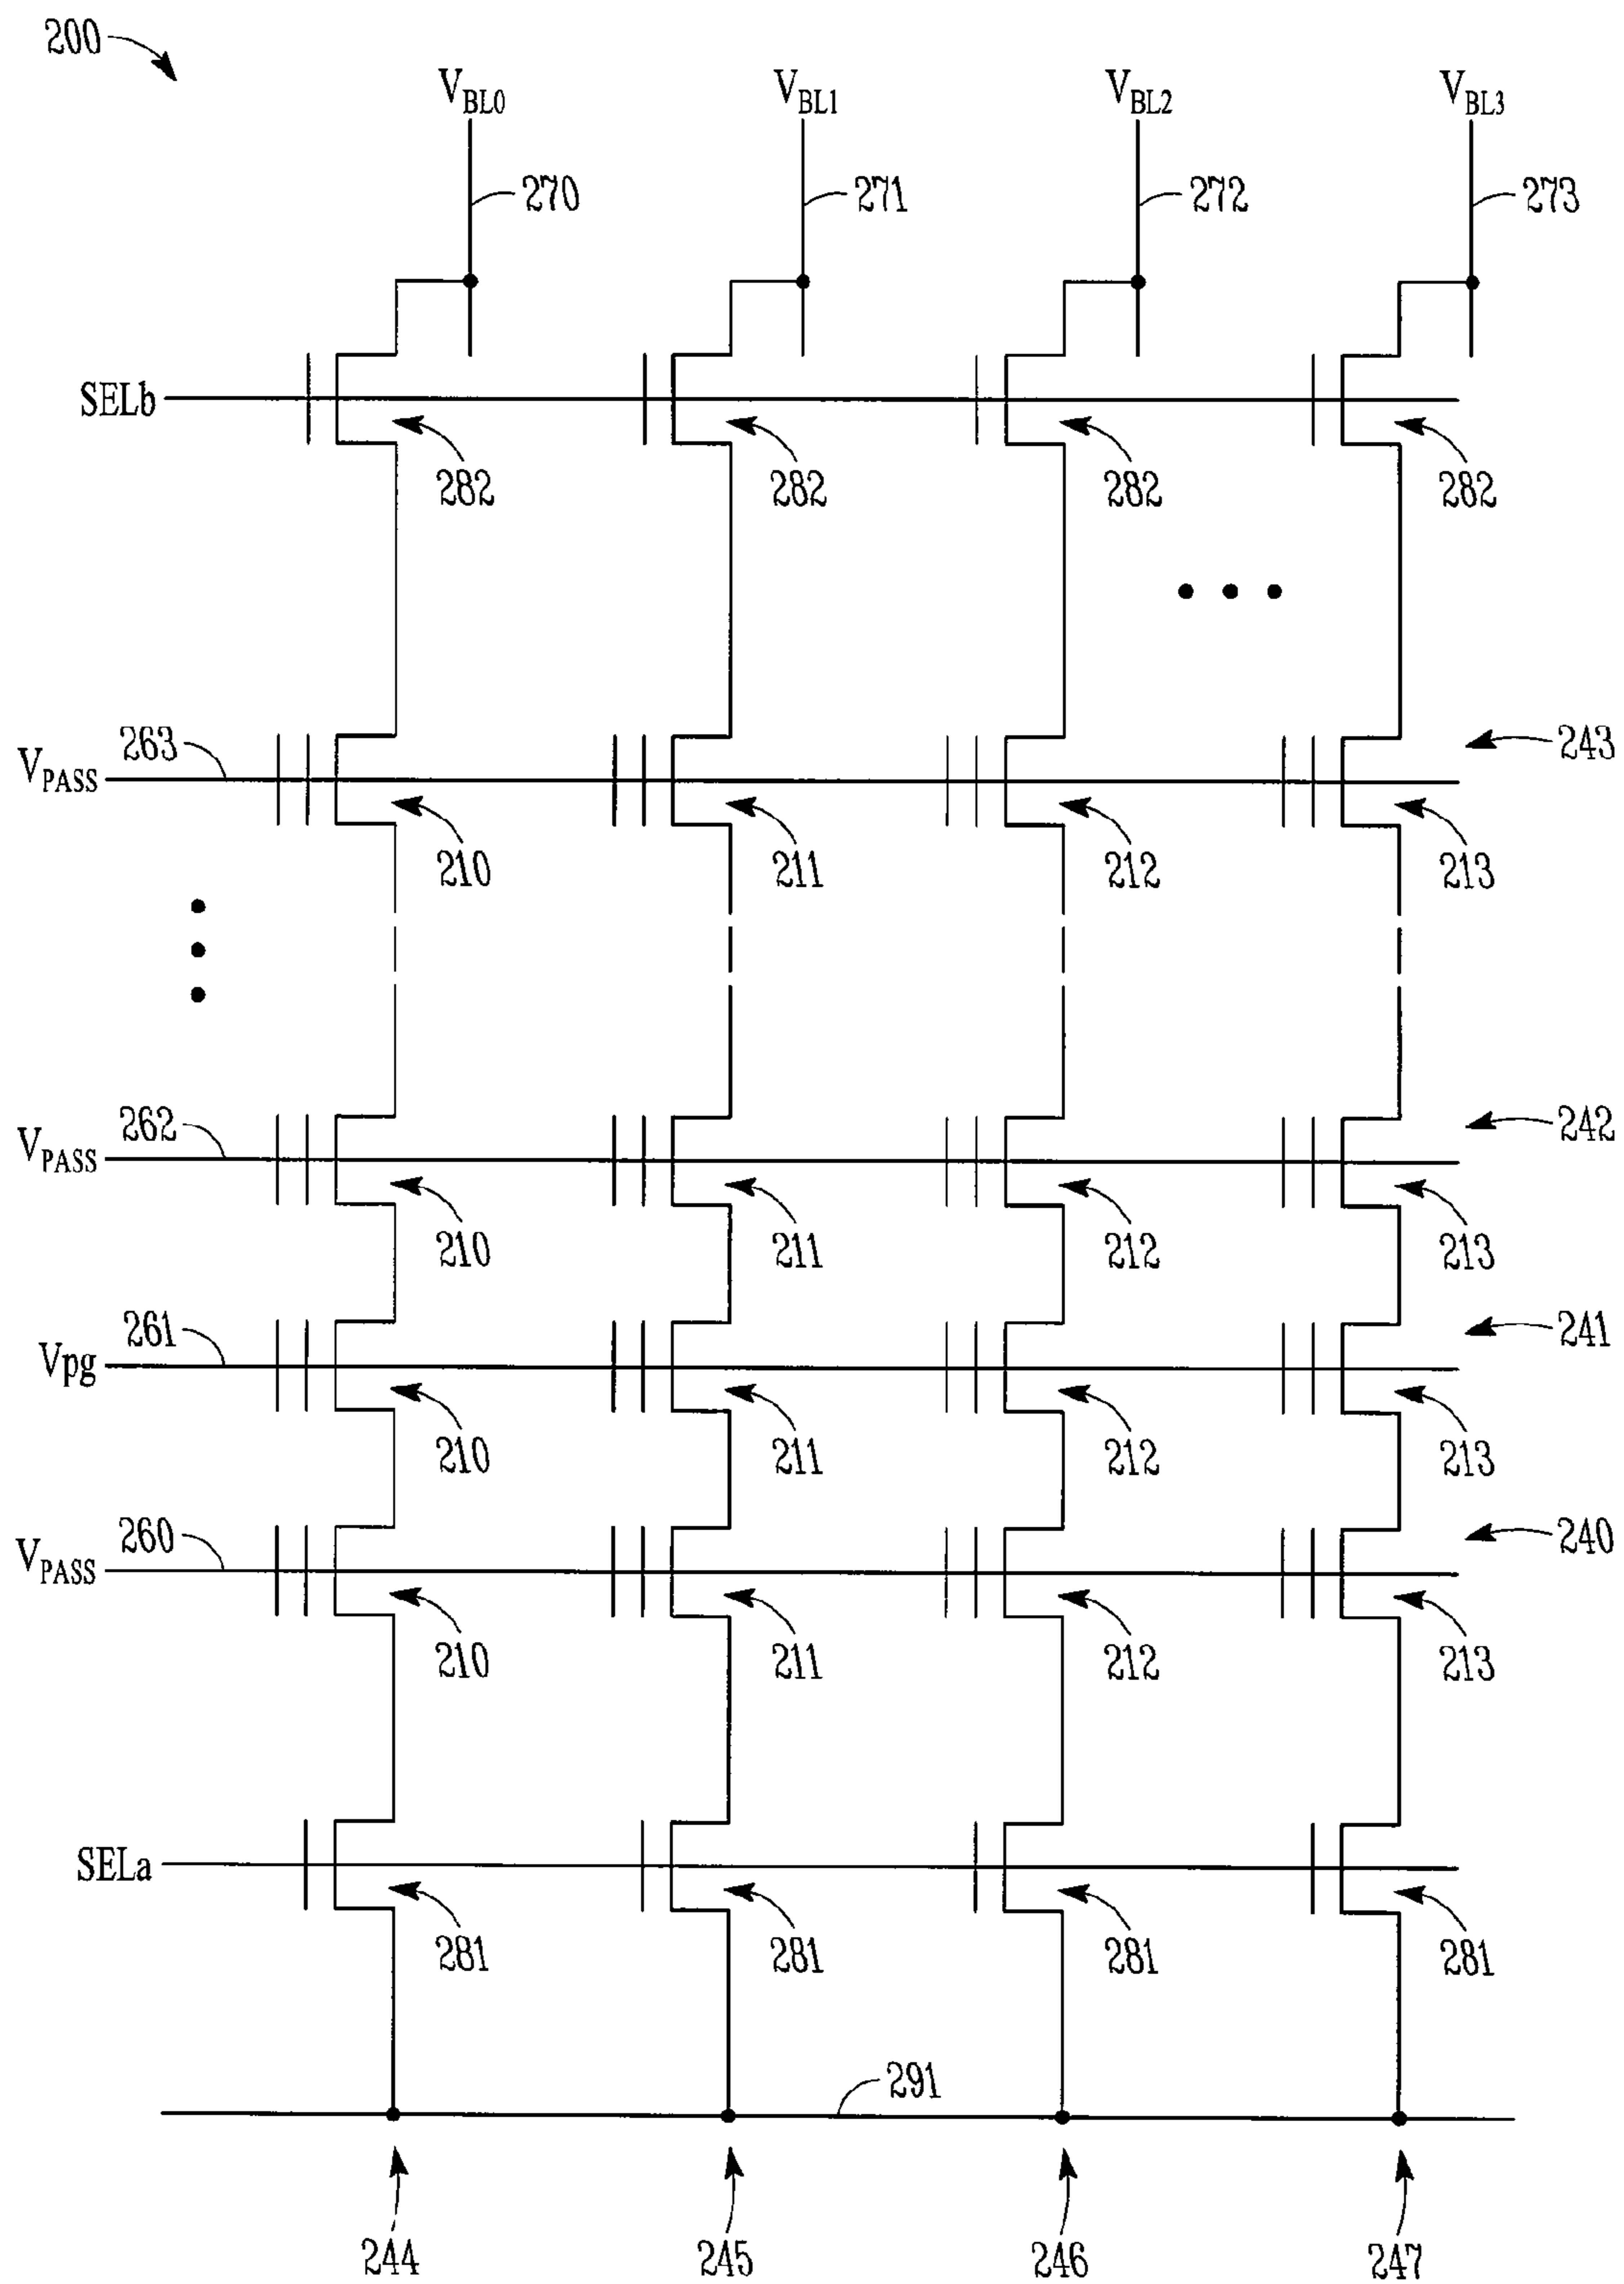 200
VBL0 VBL1 VBL2 VBL3
270 271 272 273
SELb
282 282 282 282
VPASS 263 243
210 211 212 213
VPASS 262 242
210 211 212 213
Vpg 261 241
210 211 212 213
VPASS 260 240
210 211 212 213
SELa
281 281 281 281
291
244 245 246 247